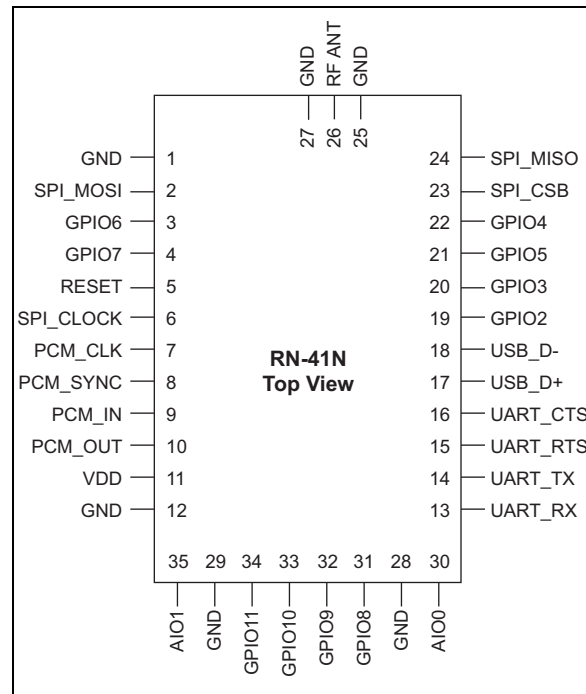 GND RF ANT GND
27 26 25
GND 1 24 SPI_MISO
SPI_MOSI 2 23 SPI_CSB
GPIO6 3 22 GPIO4
GPIO7 4 21 GPIO5
RESET 5 20 GPIO3
SPI_CLOCK 6 19 GPIO2
PCM_CLK 7 18 USB_D-
PCM_SYNC 8 17 USB_D+
PCM_IN 9 16 UART_CTS
PCM_OUT 10 15 UART_RTS
VDD 11 14 UART_TX
GND 12 13 UART_RX
RN-41N
Top View
35 29 34 33 32 31 28 30
AIO1 GND GPIO11 GPIO10 GPIO9 GPIO8 GND AIO0